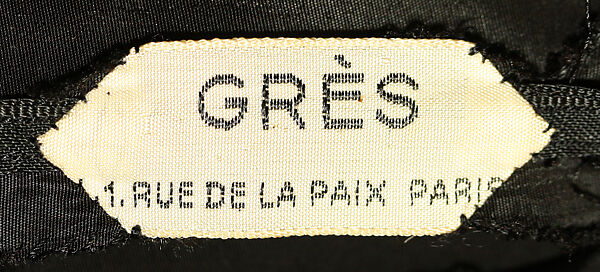 GRÈS
1. RUE DE LA PAIX PARIS